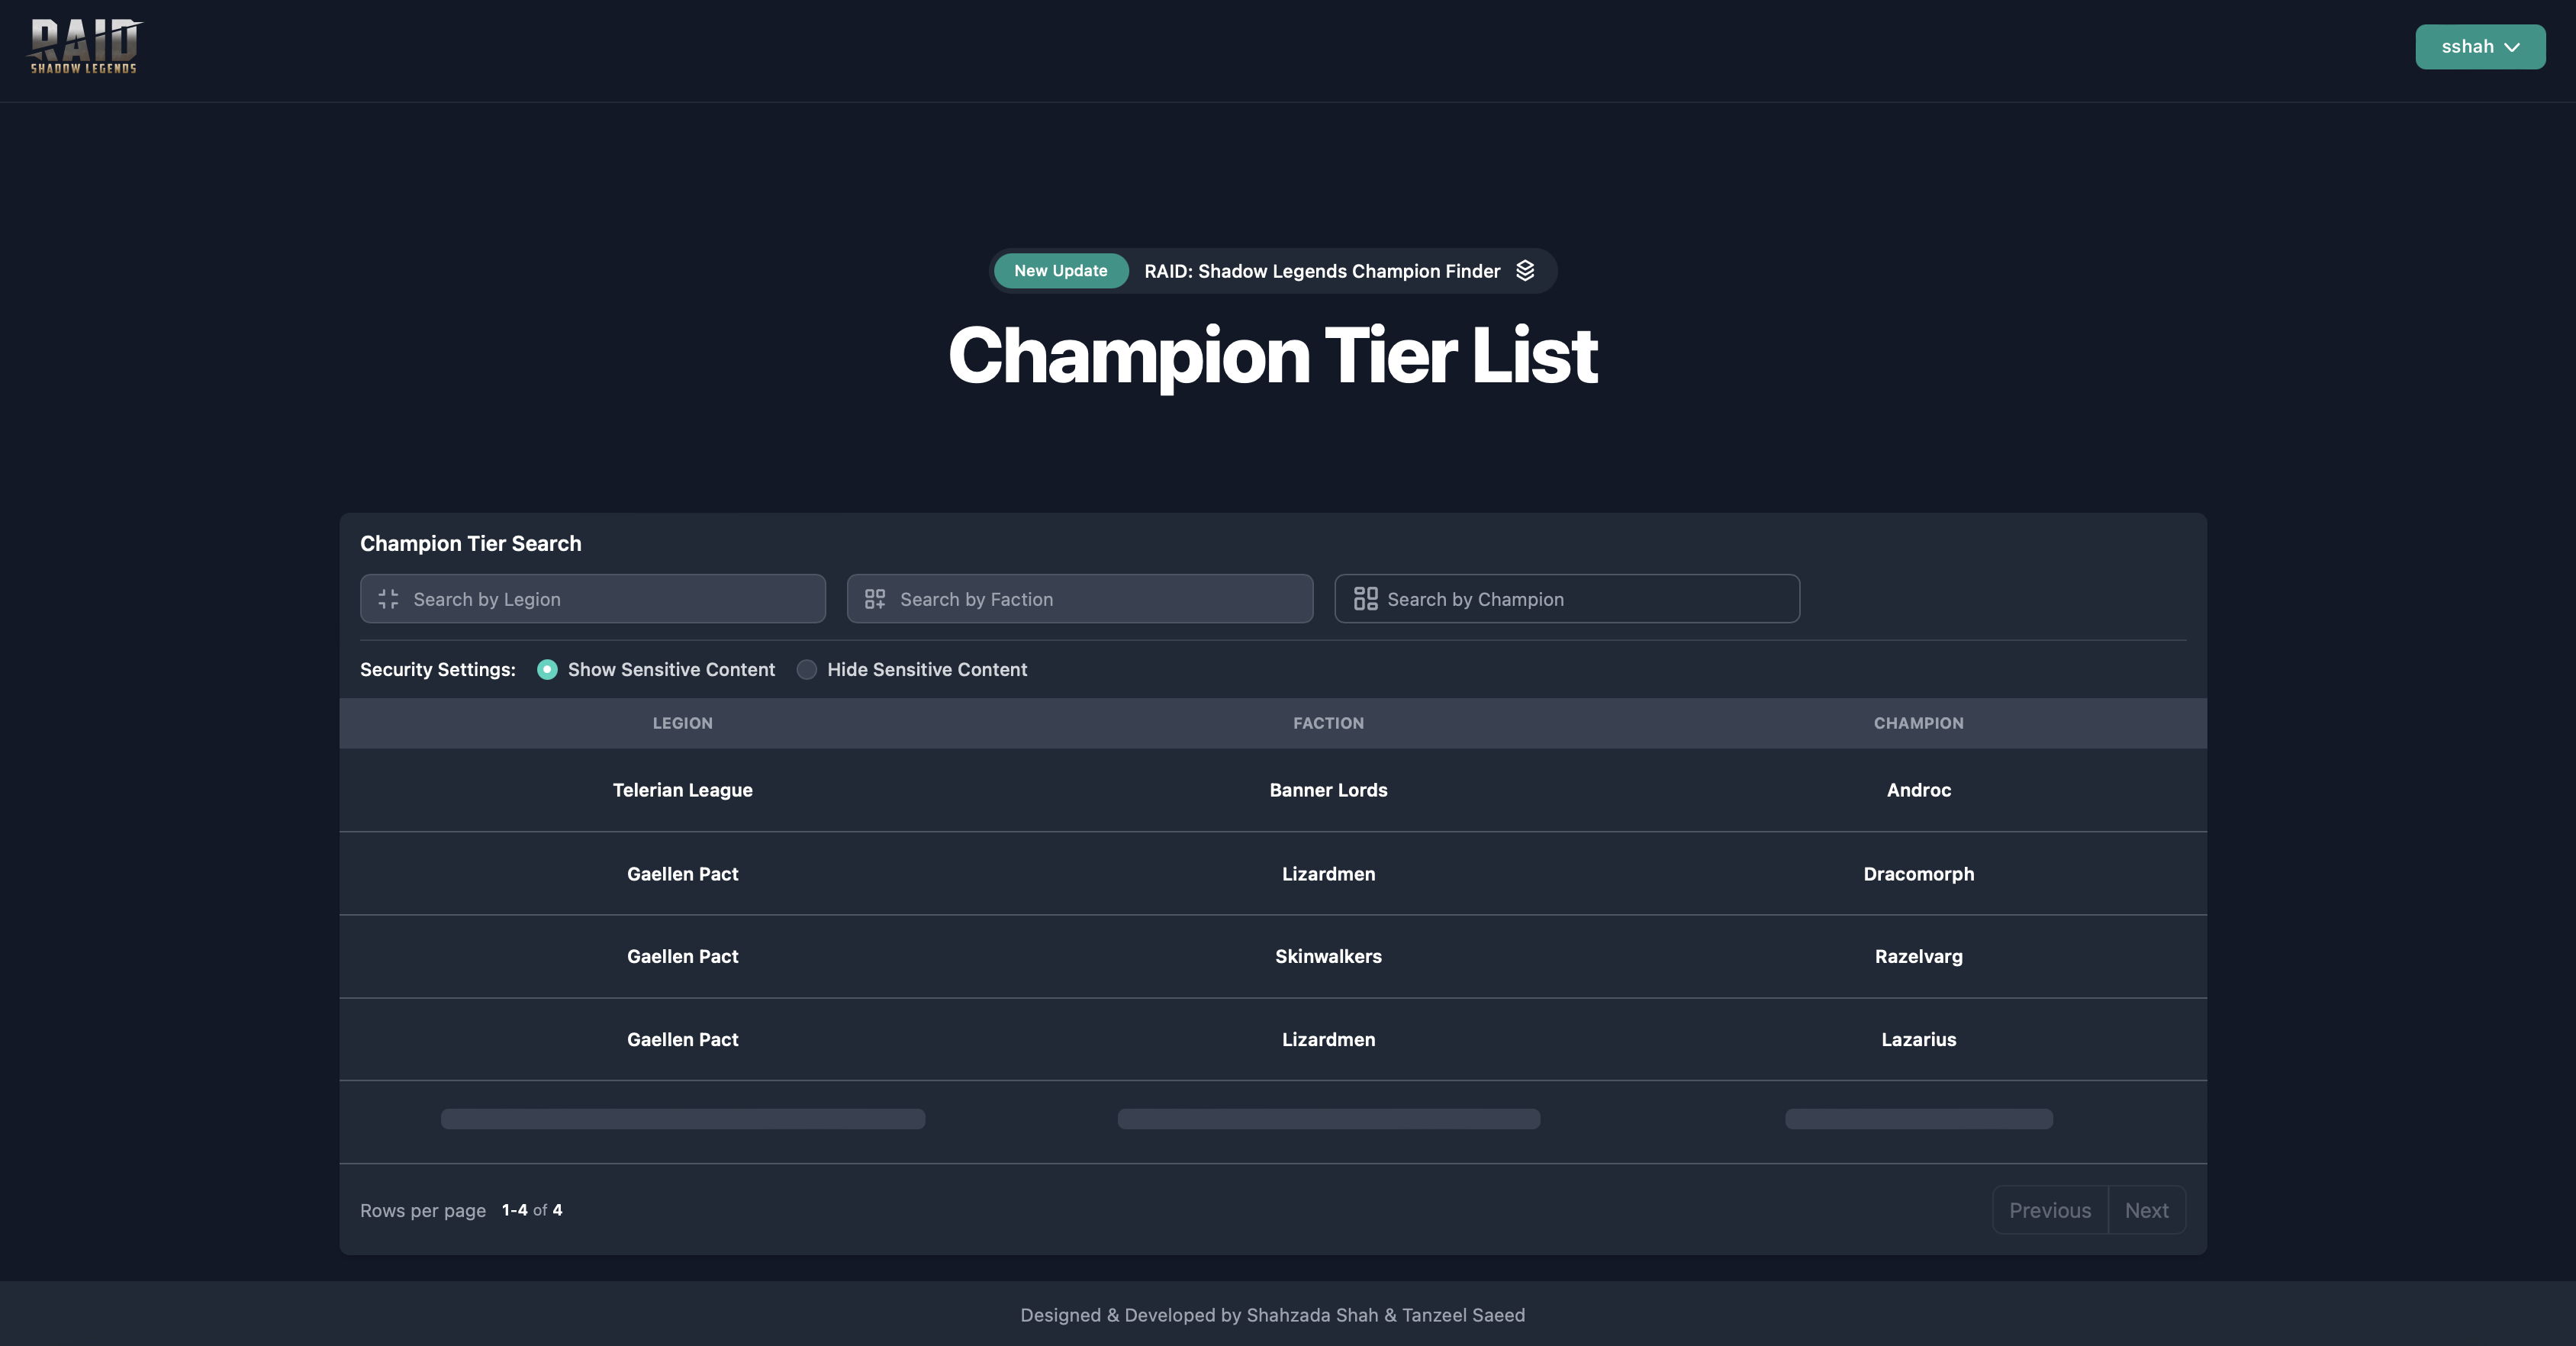 RAID
SHADOW LEGENDS
sshah
New Update RAID: Shadow Legends Champion Finder
Champion Tier List
Champion Tier Search
Search by Legion Search by Faction Search by Champion
Security Settings: Show Sensitive Content Hide Sensitive Content
LEGION FACTION CHAMPION
Telerian League Banner Lords Androc
Gaellen Pact Lizardmen Dracomorph
Gaellen Pact Skinwalkers Razelvarg
Gaellen Pact Lizardmen Lazarius
Rows per page 1-4 of 4 Previous Next
Designed & Developed by Shahzada Shah & Tanzeel Saeed